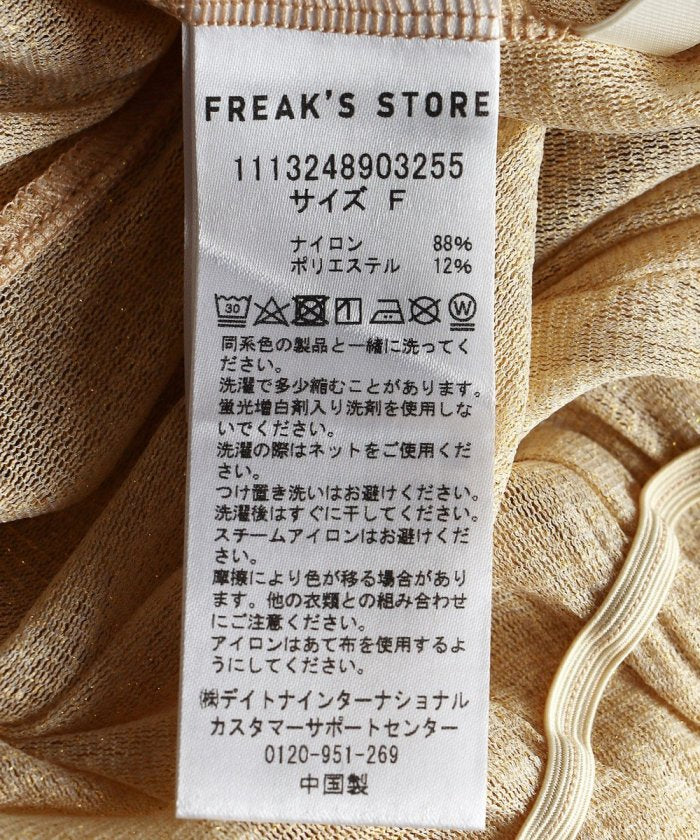 FREAK'S STORE
1113248903255
サイズ F
ナイロン 88%
ポリエステル 12%
30 W
同系色の製品と一緒に洗ってく
ださい。
洗濯で多少縮むことがあります。
蛍光増白剤入り洗剤を使用しな
いでください。
洗濯の際はネットをご使用くだ
さい。
つけ置き洗いはお避けください。
洗濯後はすぐに干してください。
スチームアイロンはお避けくだ
さい。
摩擦により色が移る場合があり
ます。他の衣類との組み合わせ
にご注意ください。
アイロンはあて布を使用するよ
うにしてください。
㈱デイトナインターナショナル
カスタマーサポートセンター
0120-951-269
中国製